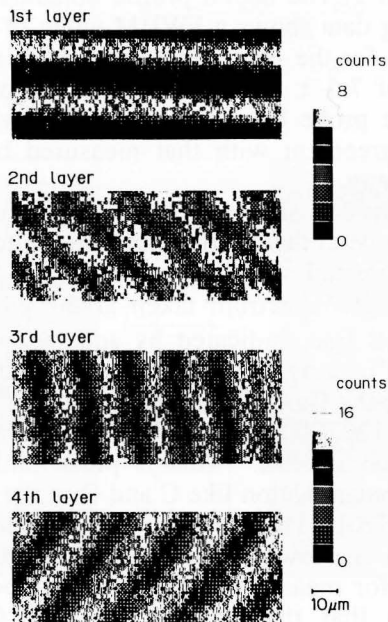 1st layer
counts
8
0
2nd layer
3rd layer
counts
16
0
4th layer
10μm